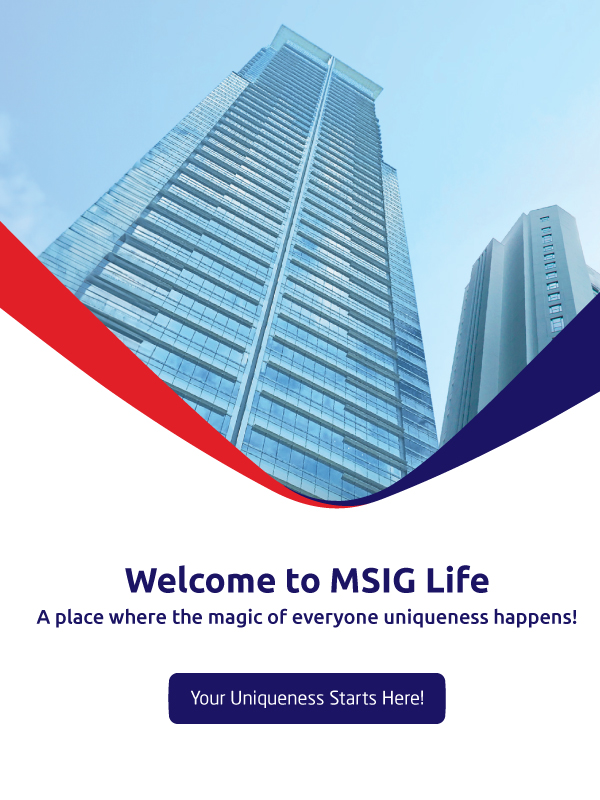 Welcome to MSIG Life
A place where the magic of everyone uniqueness happens!
Your Uniqueness Starts Here!